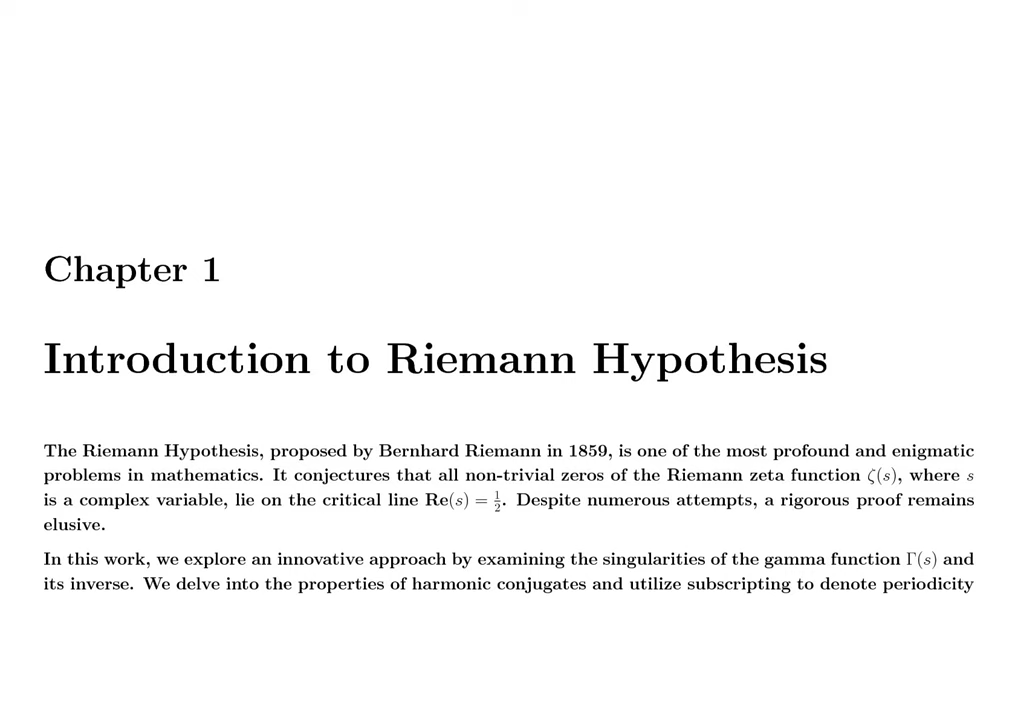 Chapter 1
Introduction to Riemann Hypothesis
The Riemann Hypothesis, proposed by Bernhard Riemann in 1859, is one of the most profound and enigmatic
problems in mathematics. It conjectures that all non-trivial zeros of the Riemann zeta function ζ(s), where s
is a complex variable, lie on the critical line Re(s) = 1/2. Despite numerous attempts, a rigorous proof remains
elusive.
In this work, we explore an innovative approach by examining the singularities of the gamma function Γ(s) and
its inverse. We delve into the properties of harmonic conjugates and utilize subscripting to denote periodicity